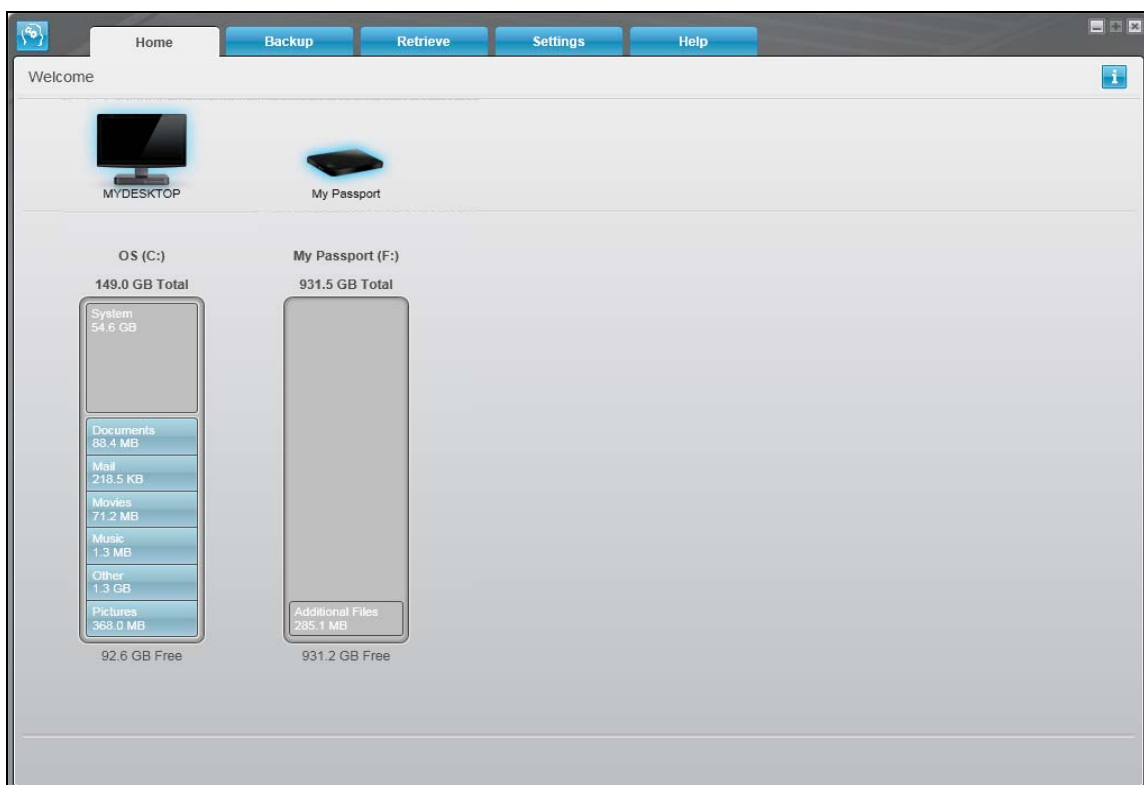 Home Backup Retrieve Settings Help
Welcome
i
MYDESKTOP
My Passport
OS (C:)
149.0 GB Total
System
54.6 GB
Documents
88.4 MB
Mail
218.5 KB
Movies
71.2 MB
Music
1.3 MB
Other
1.3 GB
Pictures
368.0 MB
92.6 GB Free
My Passport (F:)
931.5 GB Total
Additional Files
285.1 MB
931.2 GB Free